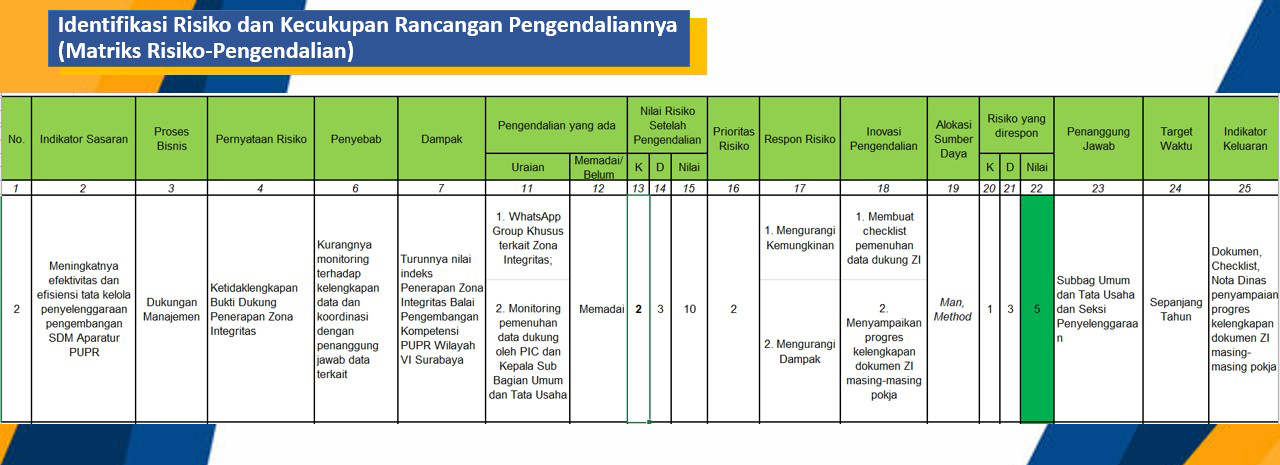 Identifikasi Risiko dan Kecukupan Rancangan Pengendaliannya
(Matriks Risiko-Pengendalian)
No.
Indikator Sasaran
Proses
Bisnis
Pernyataan Risiko
Penyebab
Dampak
Pengendalian yang ada
Uraian
Memadai/
Belum
Nilai Risiko
Setelah
Pengendalian
K
D
Nilai
Prioritas
Risiko
Respon Risiko
Inovasi
Pengendalian
Alokasi
Sumber
Daya
Risiko yang
direspon
K
D
Nilai
Penanggung
Jawab
Target
Waktu
Indikator
Keluaran
1 2 3 4 6 7 11 12 13 14 15 16 17 18 19 20 21 22 23 24 25
2
Meningkatnya
efektivitas dan
efisiensi tata kelola
penyelenggaraan
pengembangan
SDM Aparatur
PUPR
Dukungan
Manajemen
Ketidaklengkapan
Bukti Dukung
Penerapan Zona
Integritas
Kurangnya
monitoring
terhadap
kelengkapan
data dan
koordinasi
dengan
penanggung
jawab data
terkait
Turunnya nilai
indeks
Penerapan Zona
Integritas Balai
Pengembangan
Kompetensi
PUPR Wilayah
VI Surabaya
1. WhatsApp
Group Khusus
terkait Zona
Integritas;
2. Monitoring
pemenuhan
data dukung
oleh PIC dan
Kepala Sub
Bagian Umum
dan Tata Usaha
Memadai
2
3
10
2
1. Mengurangi
Kemungkinan
2. Mengurangi
Dampak
1. Membuat
checklist
pemenuhan
data dukung ZI
2.
Menyampaikan
progres
kelengkapan
dokumen ZI
masing-masing
pokja
Man,
Method
1
3
5
Subbag Umum
dan Tata Usaha
dan Seksi
Penyelenggaraa
n
Sepanjang
Tahun
Dokumen,
Checklist,
Nota Dinas
penyampaian
progres
kelengkapan
dokumen ZI
masing-
masing pokja